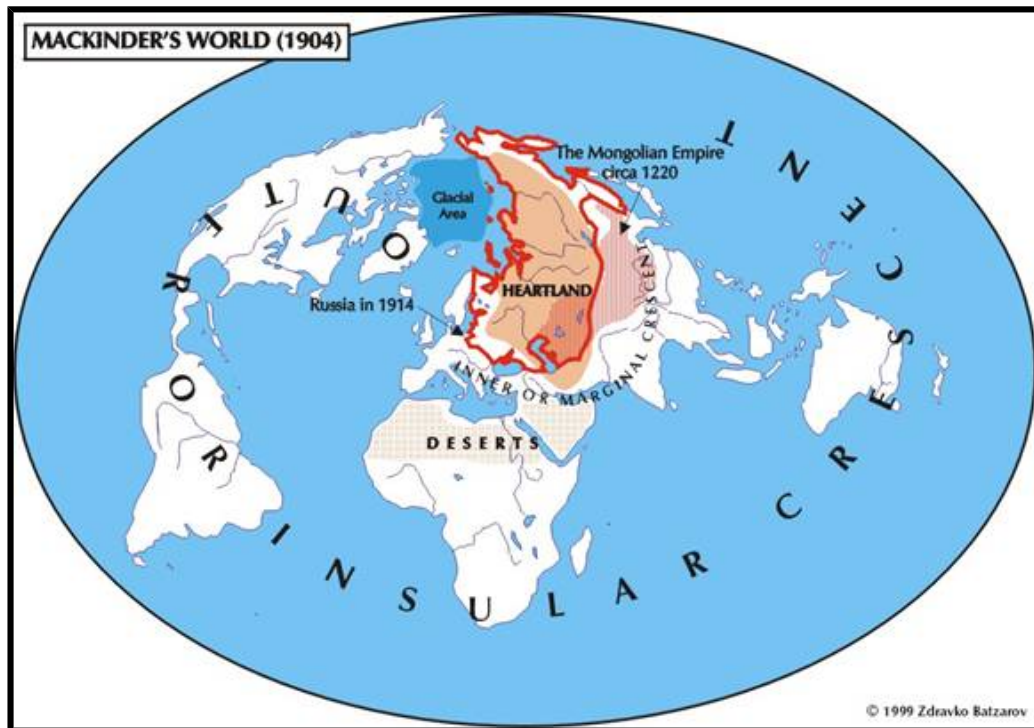 MACKINDER'S WORLD (1904)
The Mongolian Empire
circa 1220
Glacial
Area
HEARTLAND
Russia in 1914
INNER OR MARGINAL CRESCENT
DESERTS
OUTER OR INSULAR CRESCENT
© 1999 Zdravko Batzarov